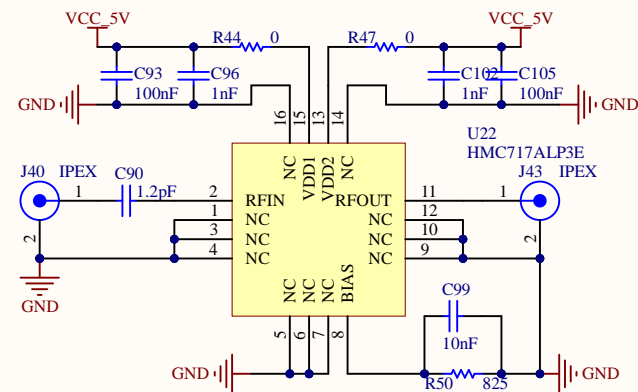 VCC_5V VCC_5V
R44 0 R47 0
C93 C96 C102 C105
100nF 1nF 1nF 100nF
GND GND
16 15 13 14
NC VDD1 VDD2 NC
U22
HMC717ALP3E
J40 IPEX C90 J43 IPEX
1 1.2pF 2 RFIN RFOUT 11 1
1 NC NC 12
2 3 NC NC 10 2
4 NC NC 9
GND
NC NC NC BIAS
5 6 7 8
C99
10nF
GND R50 825 GND